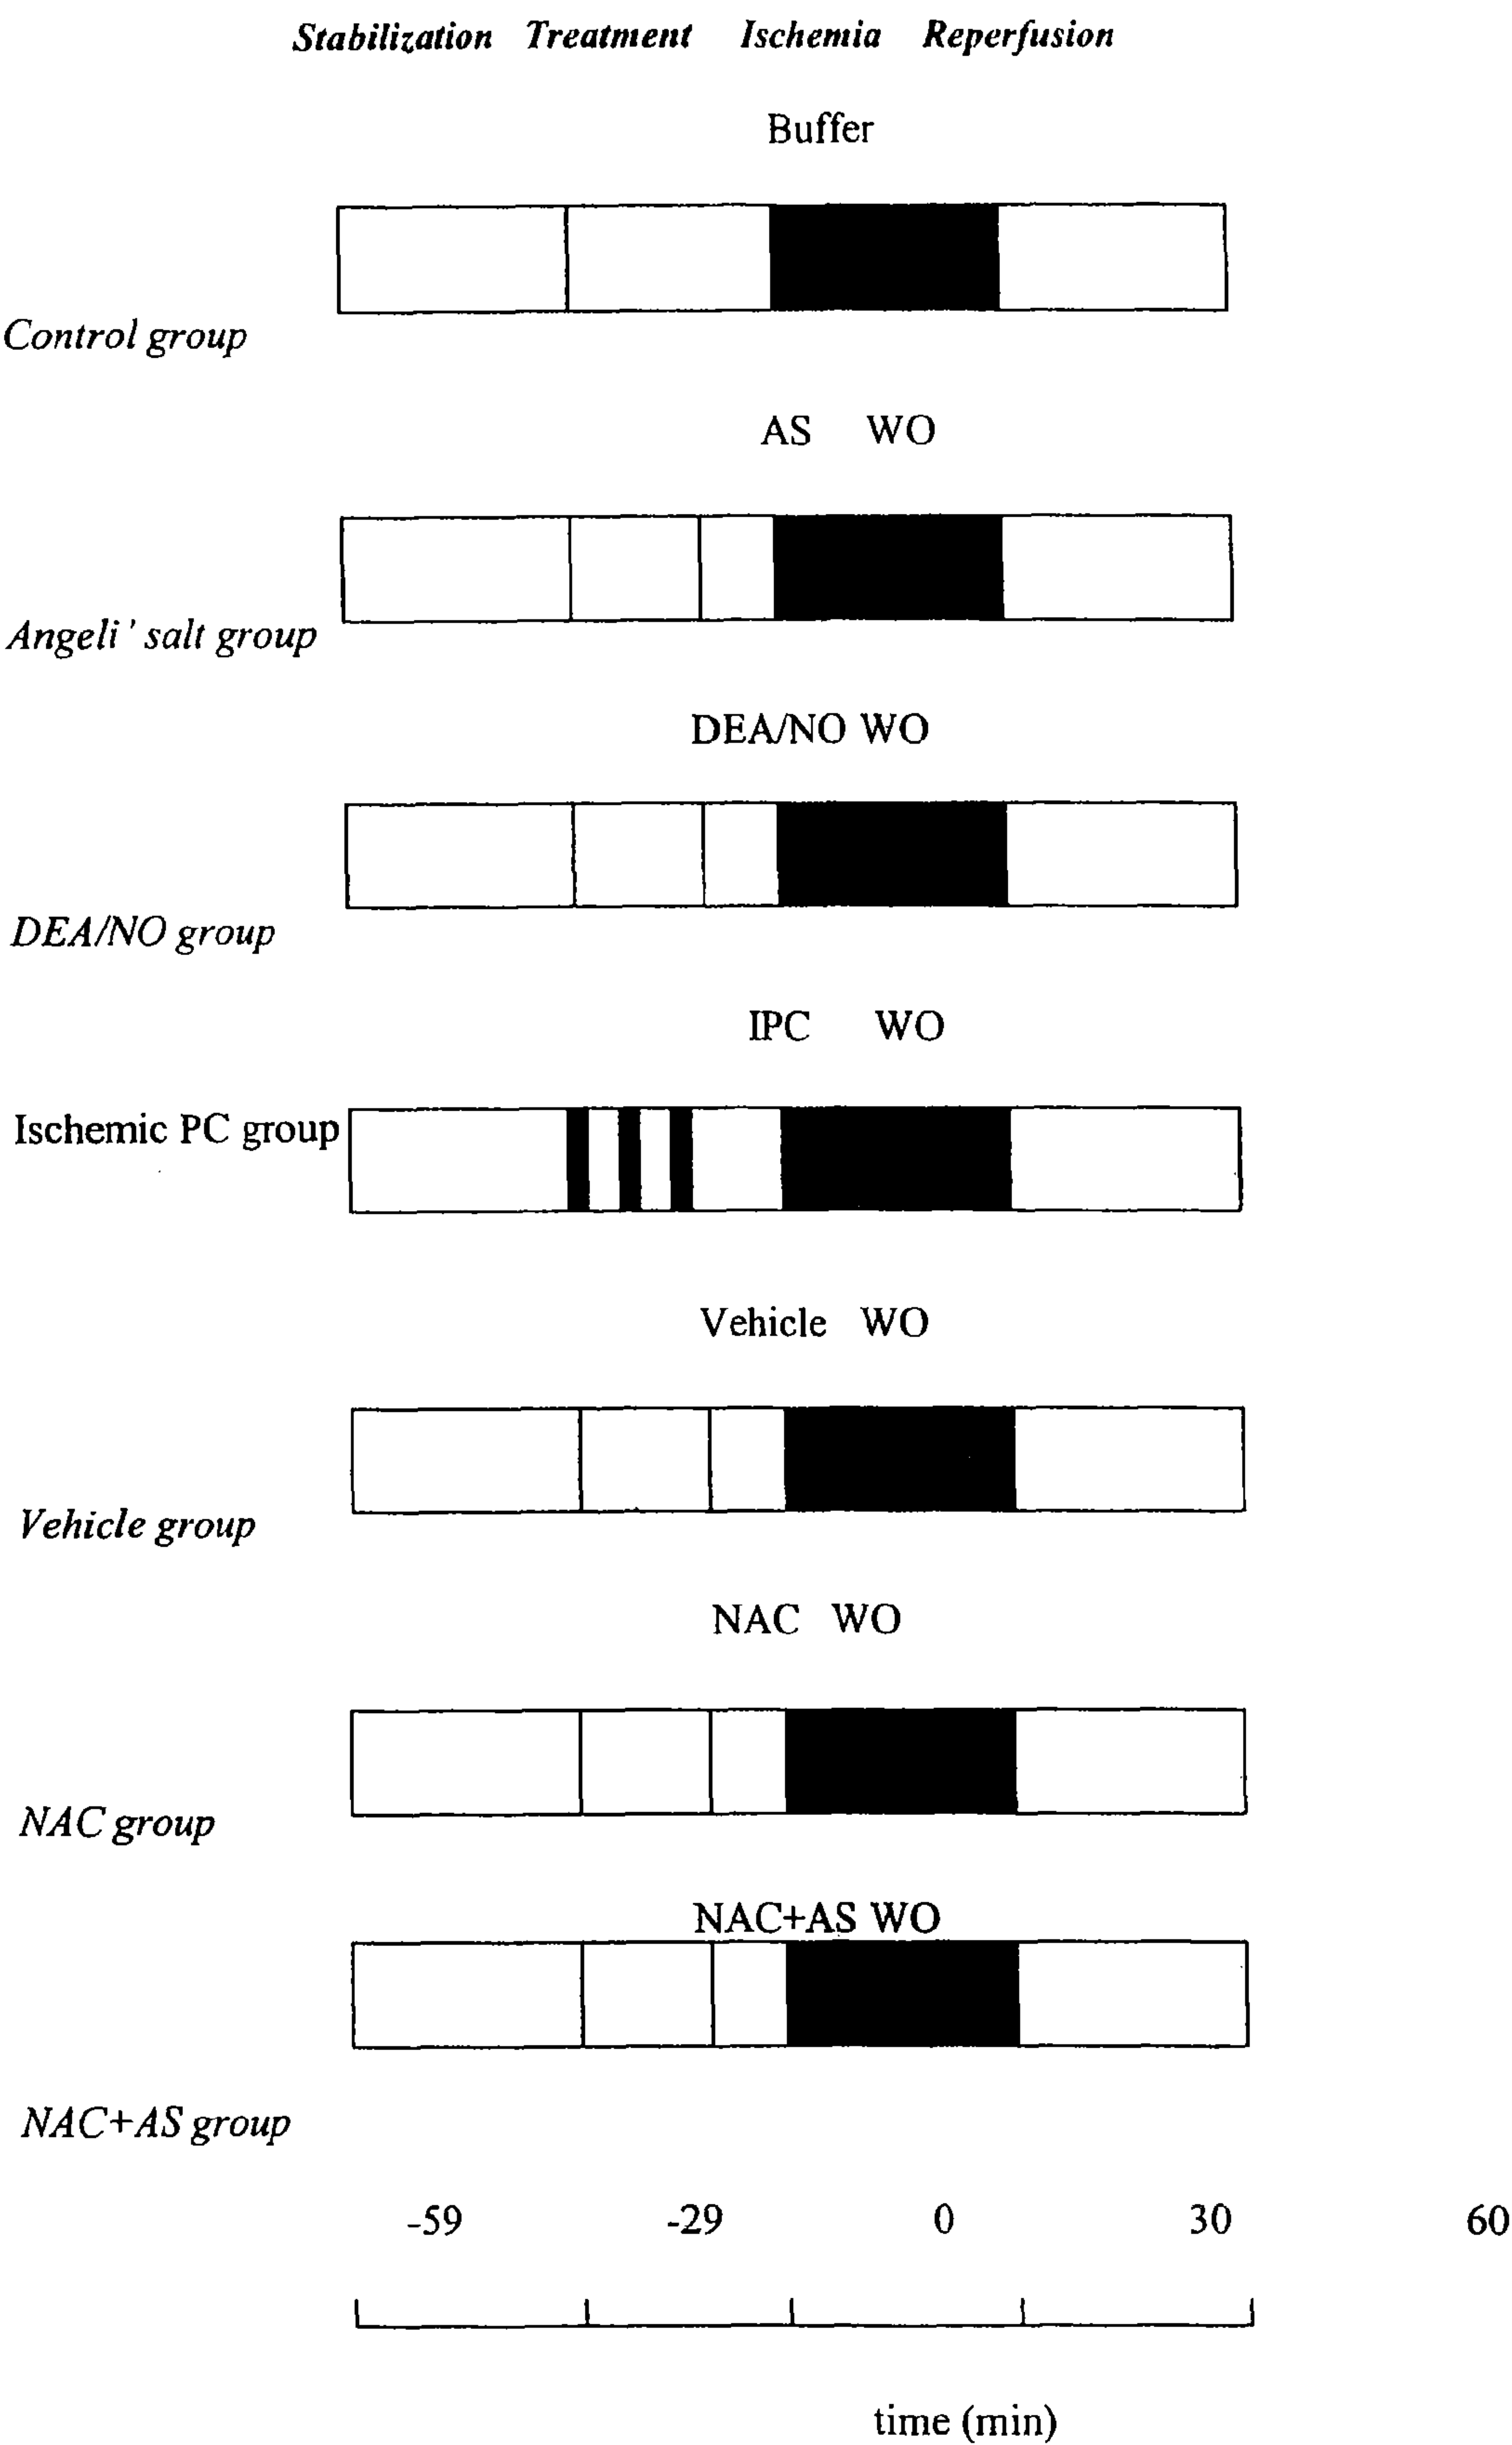 Stabilization Treatment Ischemia Reperfusion
Buffer
Control group
AS WO
Angeli ' salt group
DEA/NO WO
DEA/NO group
IPC WO
Ischemic PC group
Vehicle WO
Vehicle group
NAC WO
NAC group
NAC+AS WO
NAC+AS group
-59 -29 0 30 60
time (min)